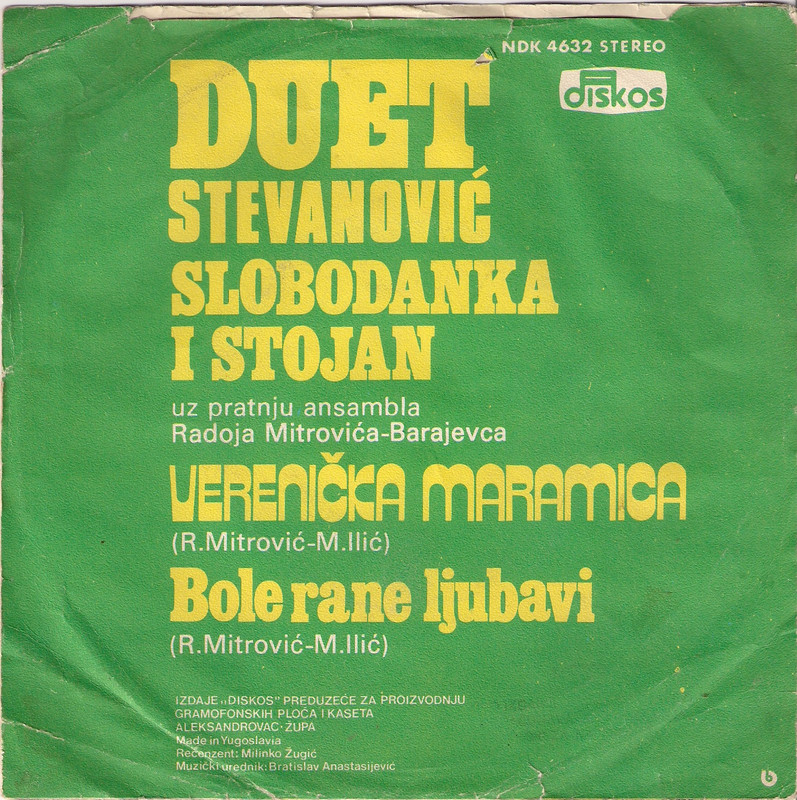 NDK 4632 STEREO
diskos
DUET
STEVANOVIĆ
SLOBODANKA
I STOJAN
uz pratnju ansambla
Radoja Mitrovića-Barajevca
VERENIČKA MARAMICA
(R.Mitrović-M.Ilić)
Bole rane ljubavi
(R.Mitrović-M.Ilić)
IZDAJE „DISKOS” PREDUZEĆE ZA PROIZVODNJU
GRAMOFONSKIH PLOČA I KASETA
ALEKSANDROVAC-ŽUPA
Made in Yugoslavia
Recenzent: Milinko Žugić
Muzički urednik: Bratislav Anastasijević
b